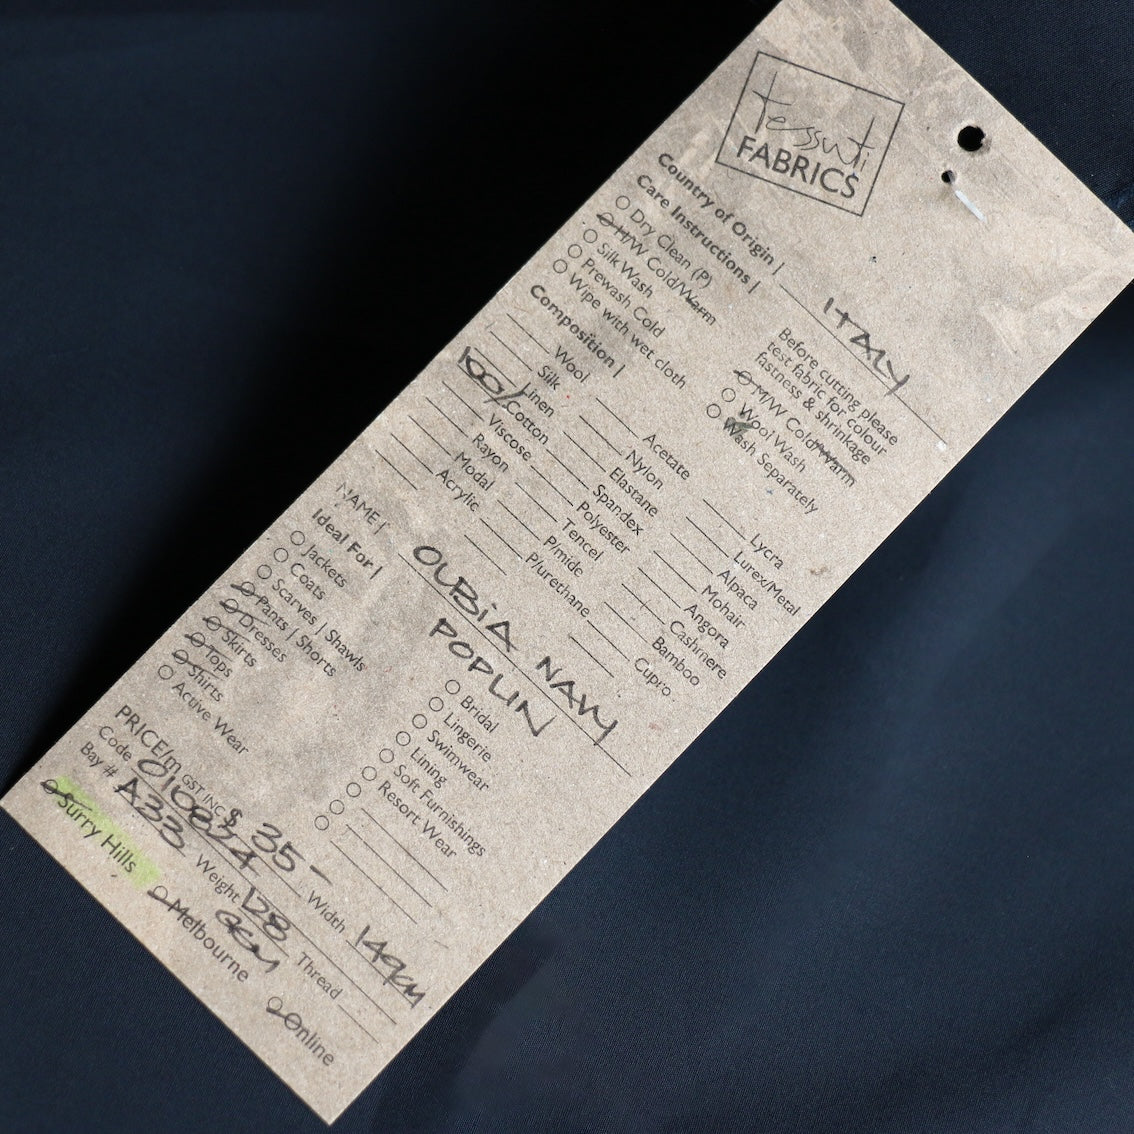 tessuti
FABRICS
Country of Origin | ITALY
Care Instructions |
Dry Clean (P)
H/W Cold/Warm
Silk Wash
Prewash Cold
Wipe with wet cloth
Before cutting please
test fabric for colour
fastness & shrinkage
M/W Cold/Warm
Wool Wash
Wash Separately
Composition |
Wool
Silk
Linen
100% Cotton
Viscose
Rayon
Modal
Acrylic
Acetate
Nylon
Elastane
Spandex
Polyester
Tencel
P/mide
P/urethane
Lycra
Lurex/Metal
Alpaca
Mohair
Angora
Cashmere
Bamboo
Cupro
NAME | OLBIA NAVY
POPLIN
Ideal For |
Jackets
Coats
Scarves | Shawls
Pants | Shorts
Dresses
Skirts
Tops
Shirts
Active Wear
Bridal
Lingerie
Swimwear
Lining
Soft Furnishings
Resort Wear
PRICE/m GST INC $ 35 -
Code 010834 Width 149CM
Bay # A33 Weight 128 GSM Thread
Surry Hills
Melbourne
Online